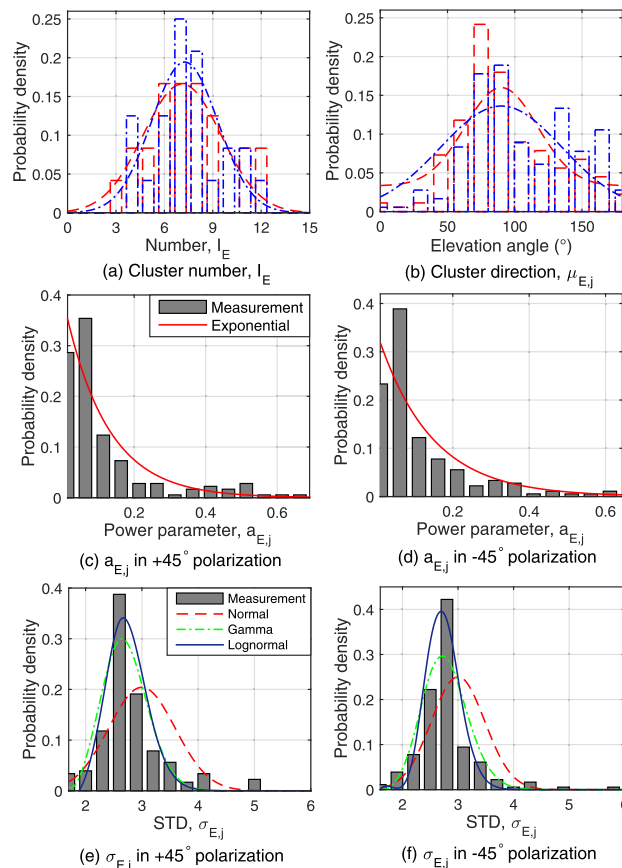 Probability density
0.25
0.2
0.15
0.1
0.05
0
0 3 6 9 12 15
Number, I_E
(a) Cluster number, I_E
Probability density
0.25
0.2
0.15
0.1
0.05
0
0 50 100 150
Elevation angle (°)
(b) Cluster direction, μ_E,j
Probability density
0.4
0.3
0.2
0.1
0
Measurement
Exponential
0.2 0.4 0.6
Power parameter, a_E,j
(c) a_E,j in +45° polarization
Probability density
0.4
0.3
0.2
0.1
0
0.2 0.4 0.6
Power parameter, a_E,j
(d) a_E,j in -45° polarization
Probability density
0.4
0.3
0.2
0.1
0
Measurement
Normal
Gamma
Lognormal
2 3 4 5 6
STD, σ_E,j
(e) σ_E,j in +45° polarization
Probability density
0.4
0.3
0.2
0.1
0
2 3 4 5 6
STD, σ_E,j
(f) σ_E,j in -45° polarization